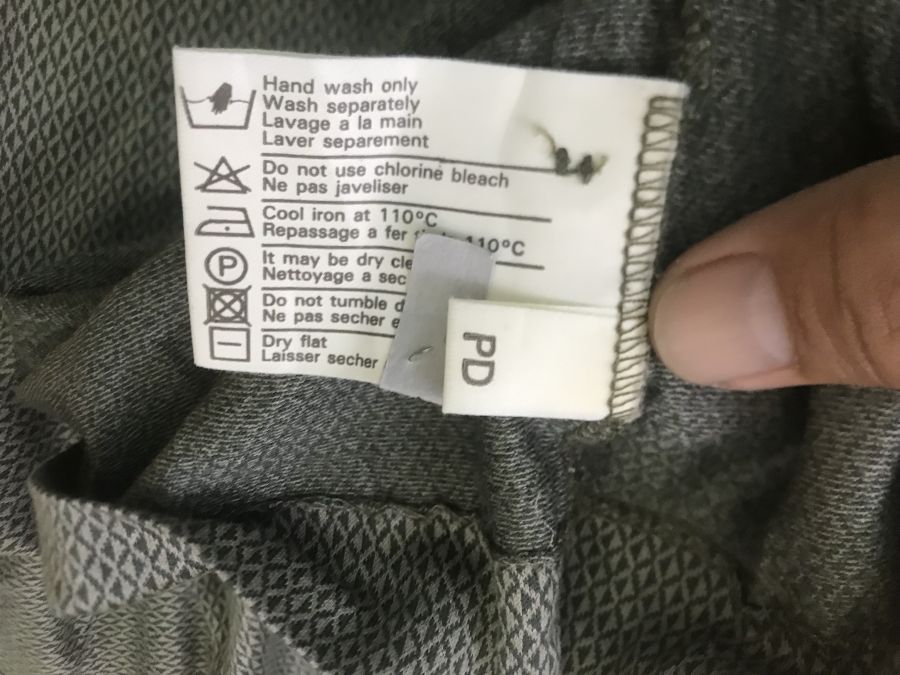 Hand wash only
Wash separately
Lavage a la main
Laver separement
Do not use chlorine bleach
Ne pas javeliser
Cool iron at 110°C
Repassage a fer 110°C
It may be dry
Nettoyage a sec
Do not tumble
Ne pas secher
Dry flat
Laisser secher
P
PD